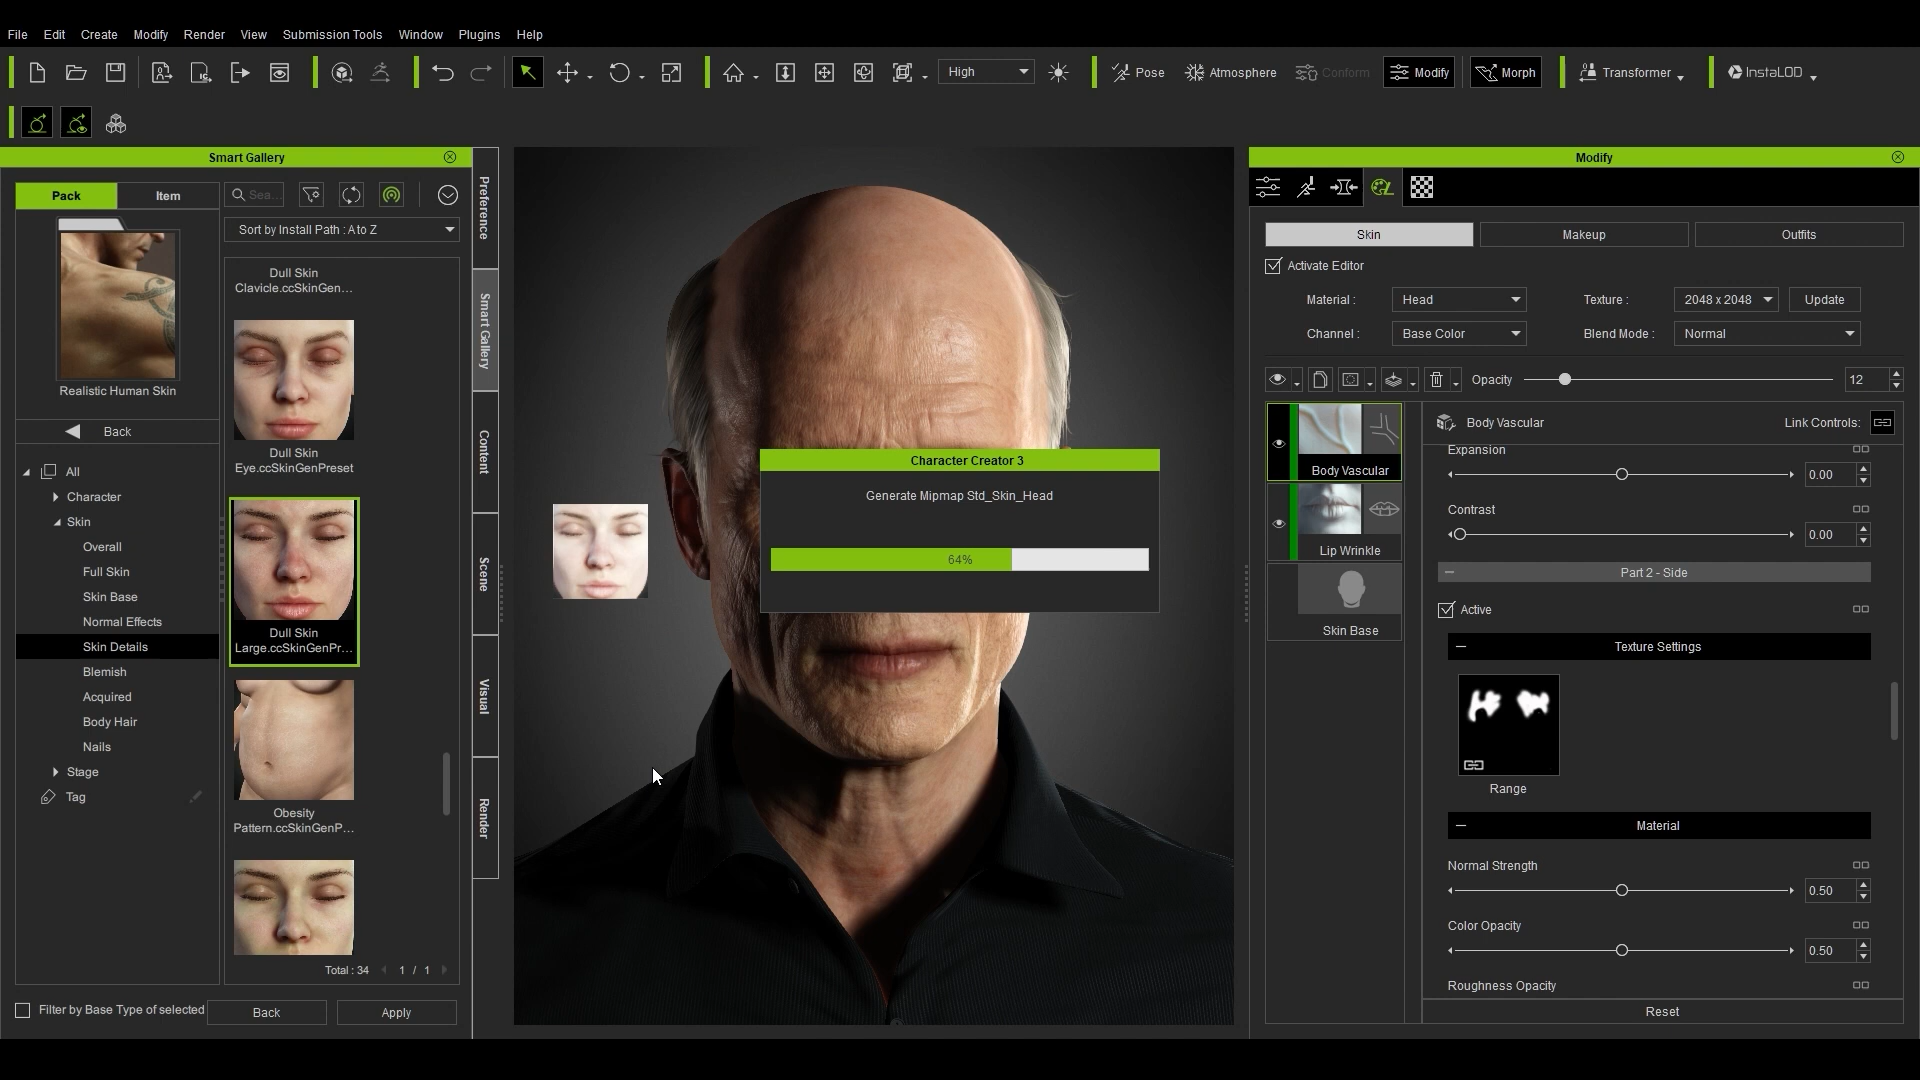 File Edit Create Modify Render View Submission Tools Window Plugins Help
High Pose Atmosphere Conform Modify Morph Transformer InstaLOD
Smart Gallery
Pack Item
Sea...
Sort by Install Path : A to Z
Realistic Human Skin
Back
All
Character
Skin
Overall
Full Skin
Skin Base
Normal Effects
Skin Details
Blemish
Acquired
Body Hair
Nails
Stage
Tag
Dull Skin
Clavicle.ccSkinGen...
Dull Skin
Eye.ccSkinGenPreset
Dull Skin
Large.ccSkinGenPr...
Obesity
Pattern.ccSkinGenP...
Total : 34 1 / 1
Filter by Base Type of selected Back Apply
Preference
Smart Gallery
Content
Scene
Visual
Render
Character Creator 3
Generate Mipmap Std_Skin_Head
64%
Modify
Skin Makeup Outfits
Activate Editor
Material : Head Texture : 2048 x 2048 Update
Channel : Base Color Blend Mode : Normal
Opacity 12
Body Vascular
Lip Wrinkle
Skin Base
Body Vascular Link Controls:
Expansion
0.00
Contrast
0.00
Part 2 - Side
Active
Texture Settings
Range
Material
Normal Strength
0.50
Color Opacity
0.50
Roughness Opacity
Reset